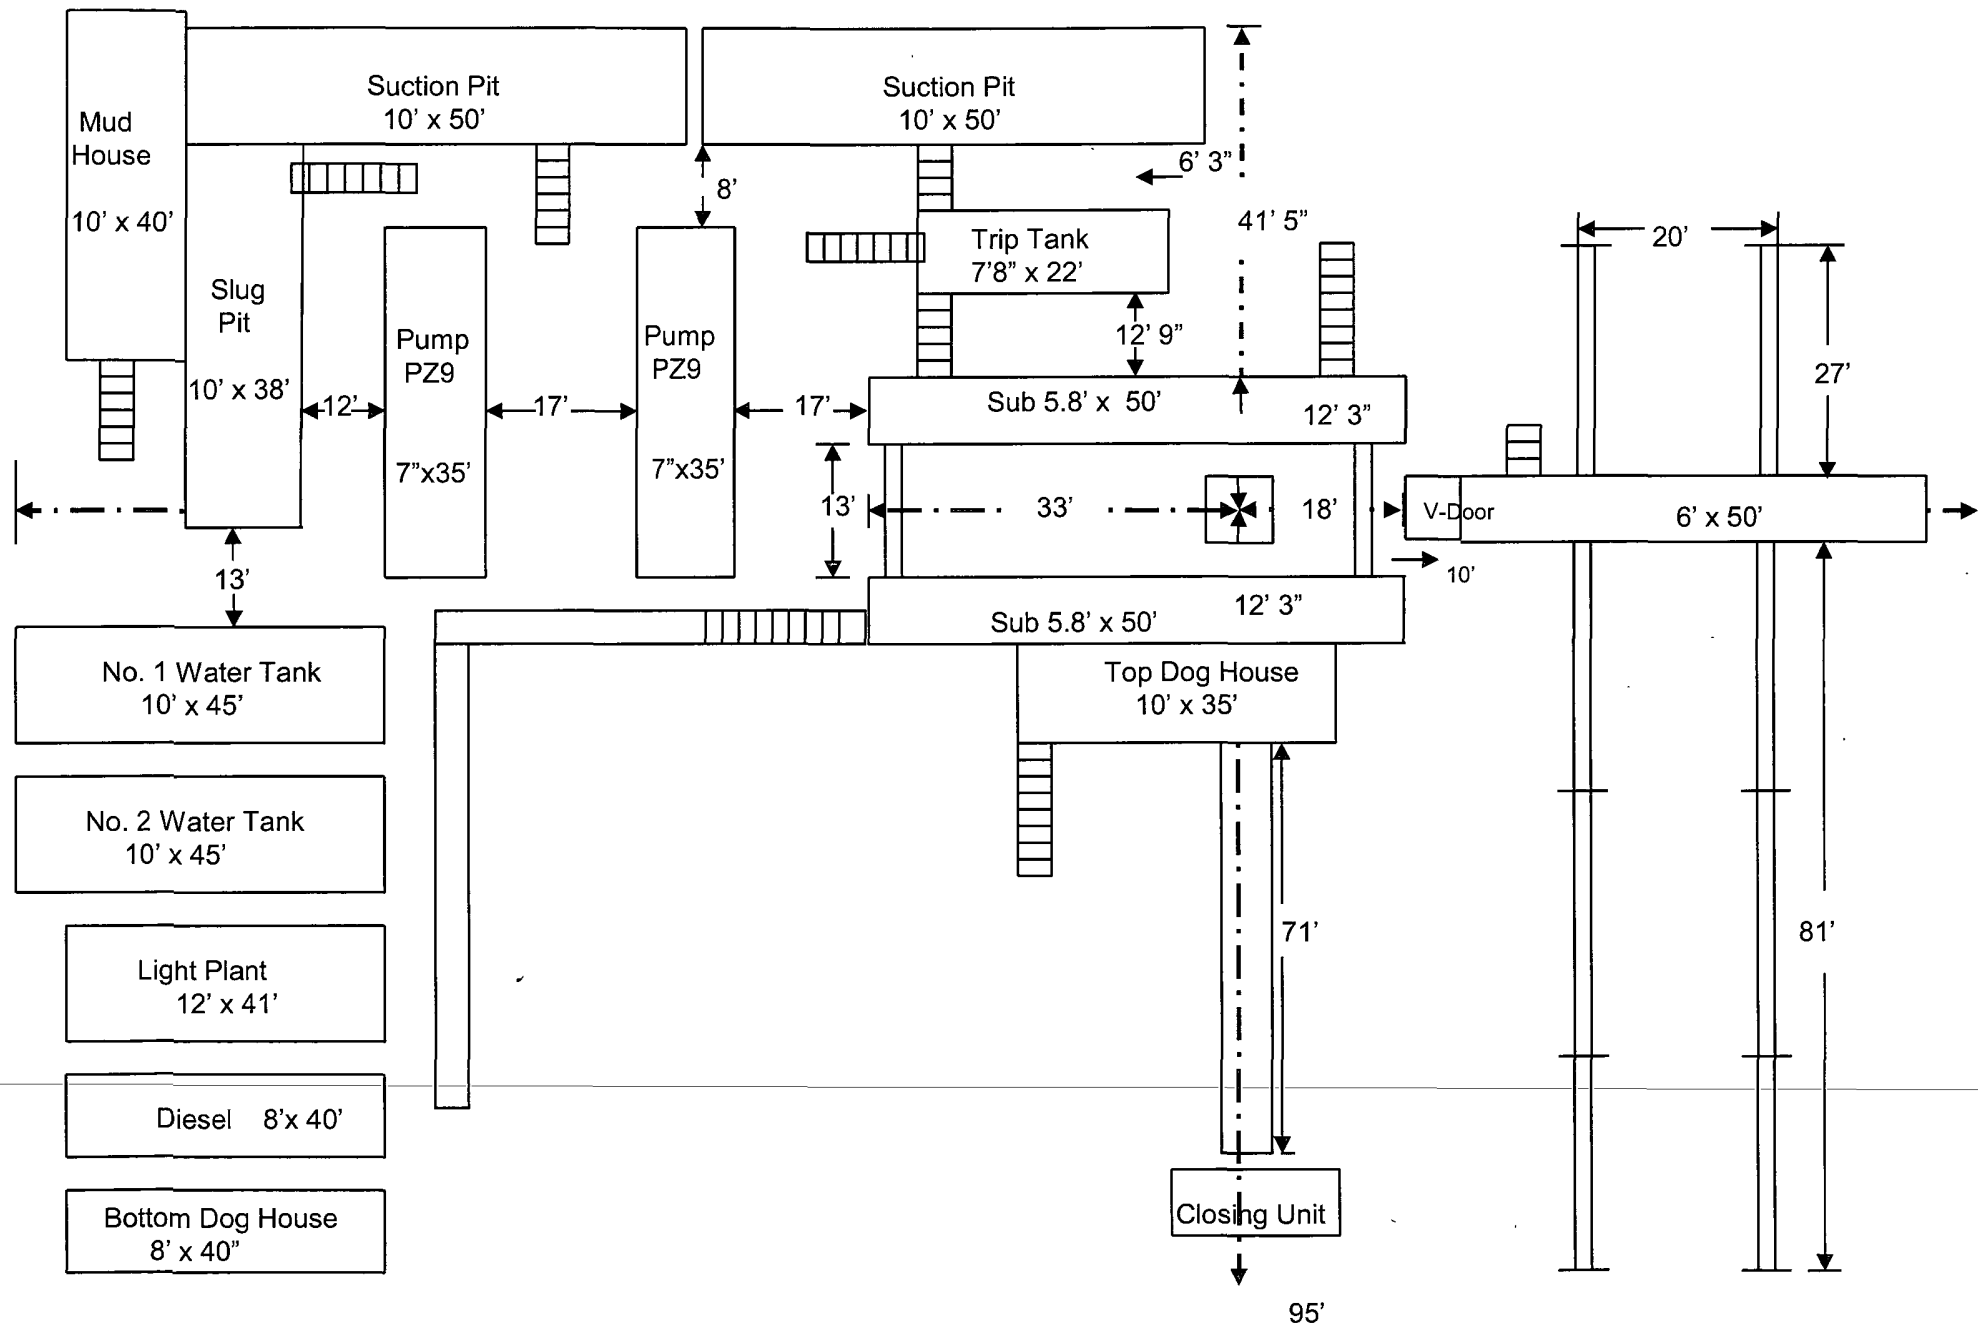 Mud
House
10’ x 40’
Suction Pit
10’ x 50’
Suction Pit
10’ x 50’
8’
6’ 3”
41’ 5”
Trip Tank
7’8” x 22’
12’ 9”
20’
27’
Slug
Pit
10’ x 38’
12’
Pump
PZ9
7”x35’
17’
Pump
PZ9
7”x35’
17’
Sub 5.8’ x 50’
12’ 3”
13’
33’
18’
V-Door
6’ x 50’
10’
13’
12’ 3”
Sub 5.8’ x 50’
No. 1 Water Tank
10’ x 45’
Top Dog House
10’ x 35’
No. 2 Water Tank
10’ x 45’
71’
81’
Light Plant
12’ x 41’
Diesel 8’x 40’
Bottom Dog House
8’ x 40”
Closing Unit
95’